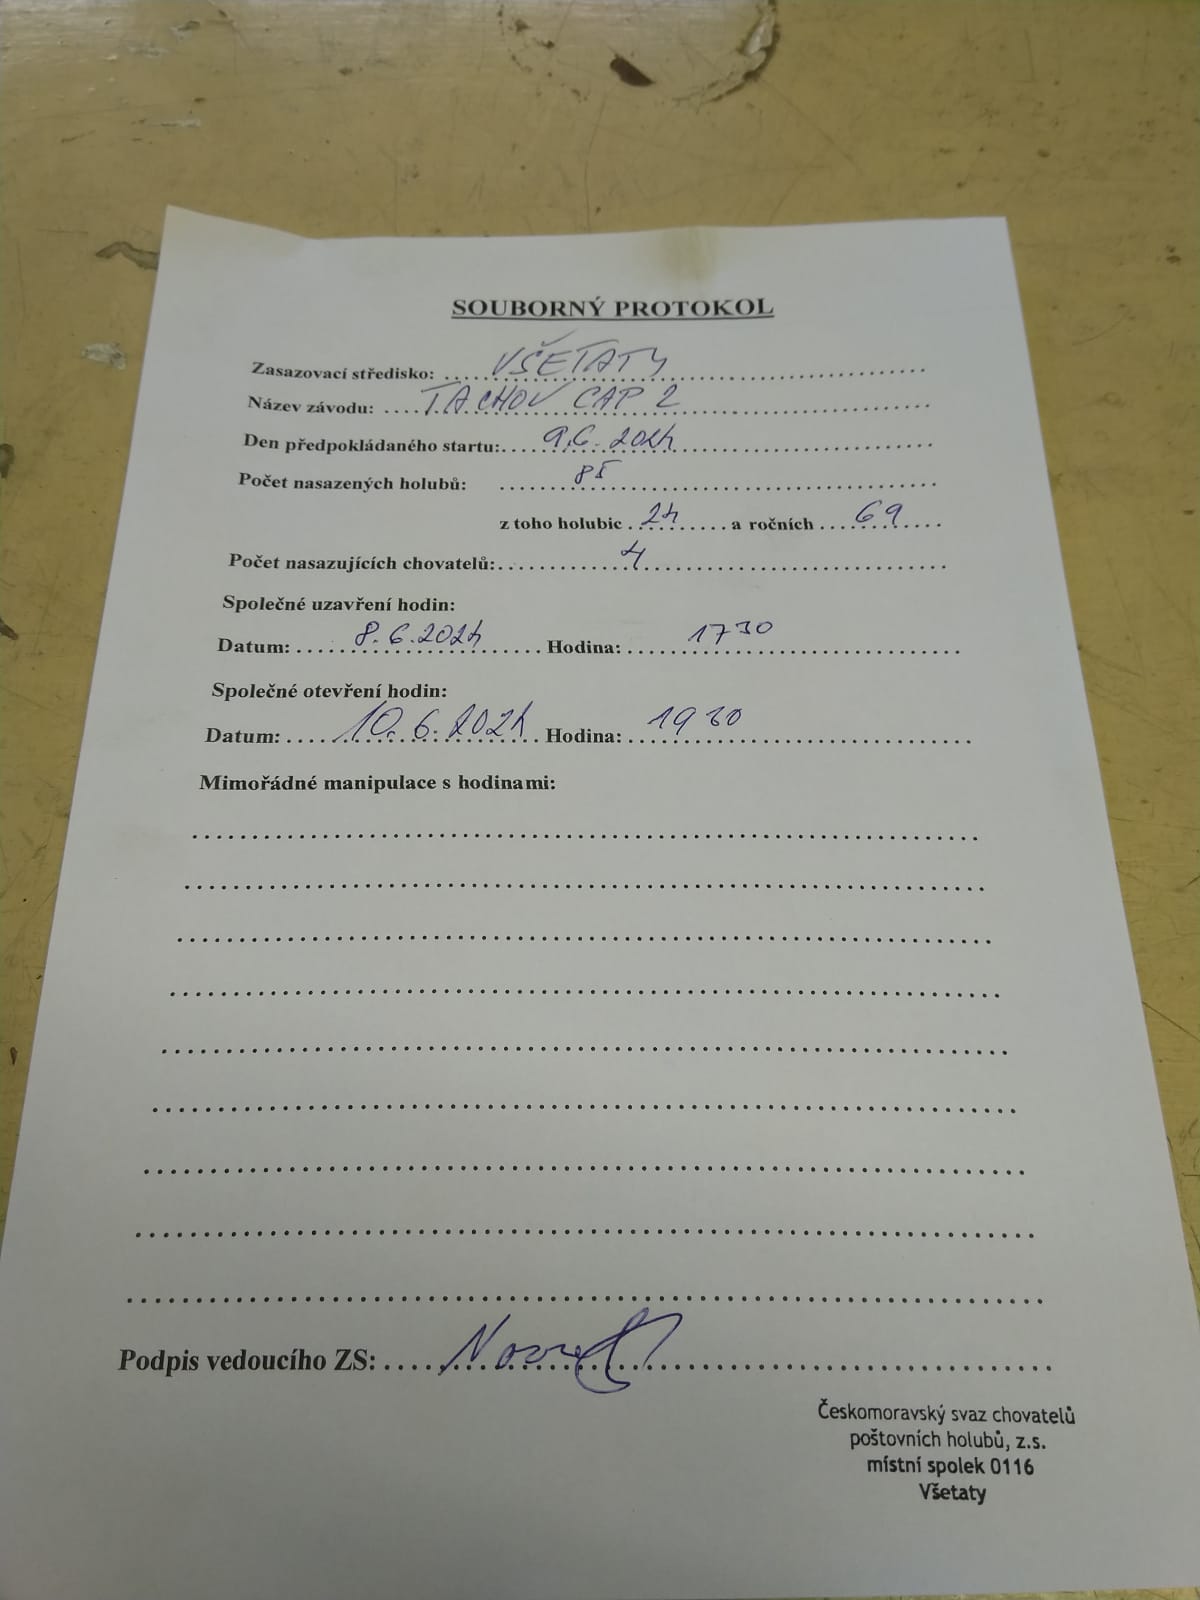 SOUBORNÝ PROTOKOL
Zasazovací středisko: VŠETATY
Název závodu: TACHOV CAP 2
Den předpokládaného startu: 9.6.2024
Počet nasazených holubů: 85
z toho holubic 24 a ročních 69
Počet nasazujících chovatelů: 4
Společné uzavření hodin:
Datum: 8.6.2024 Hodina: 17 30
Společné otevření hodin:
Datum: 10.6.2024 Hodina: 19
Mimořádné manipulace s hodinami:
Podpis vedoucího ZS:
Českomoravský svaz chovatelů
poštovních holubů, z.s.
místní spolek 0116
Všetaty